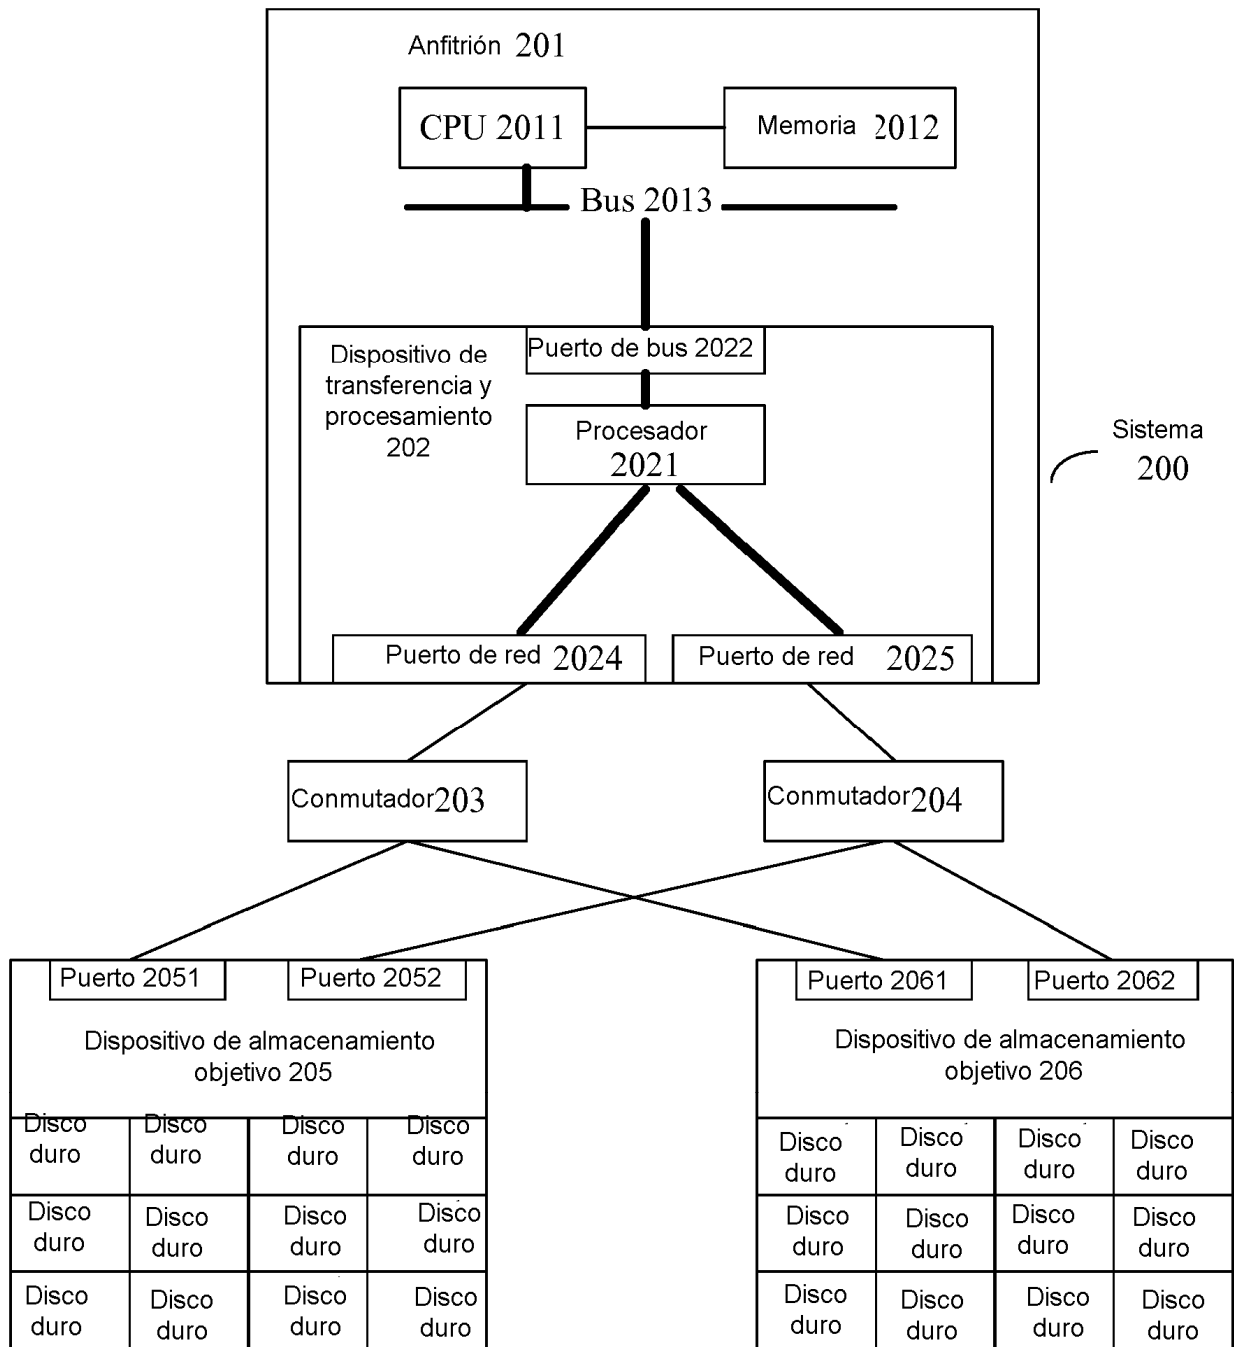 Anfitrión 201
CPU 2011
Memoria 2012
Bus 2013
Puerto de bus 2022
Dispositivo de
transferencia y
procesamiento
202
Procesador
2021
Sistema
200
Puerto de red 2024
Puerto de red 2025
Conmutador 203
Conmutador 204
Puerto 2051
Puerto 2052
Puerto 2061
Puerto 2062
Dispositivo de almacenamiento
objetivo 205
Dispositivo de almacenamiento
objetivo 206
Disco
duro
Disco
duro
Disco
duro
Disco
duro
Disco
duro
Disco
duro
Disco
duro
Disco
duro
Disco
duro
Disco
duro
Disco
duro
Disco
duro
Disco
duro
Disco
duro
Disco
duro
Disco
duro
Disco
duro
Disco
duro
Disco
duro
Disco
duro
Disco
duro
Disco
duro
Disco
duro
Disco
duro